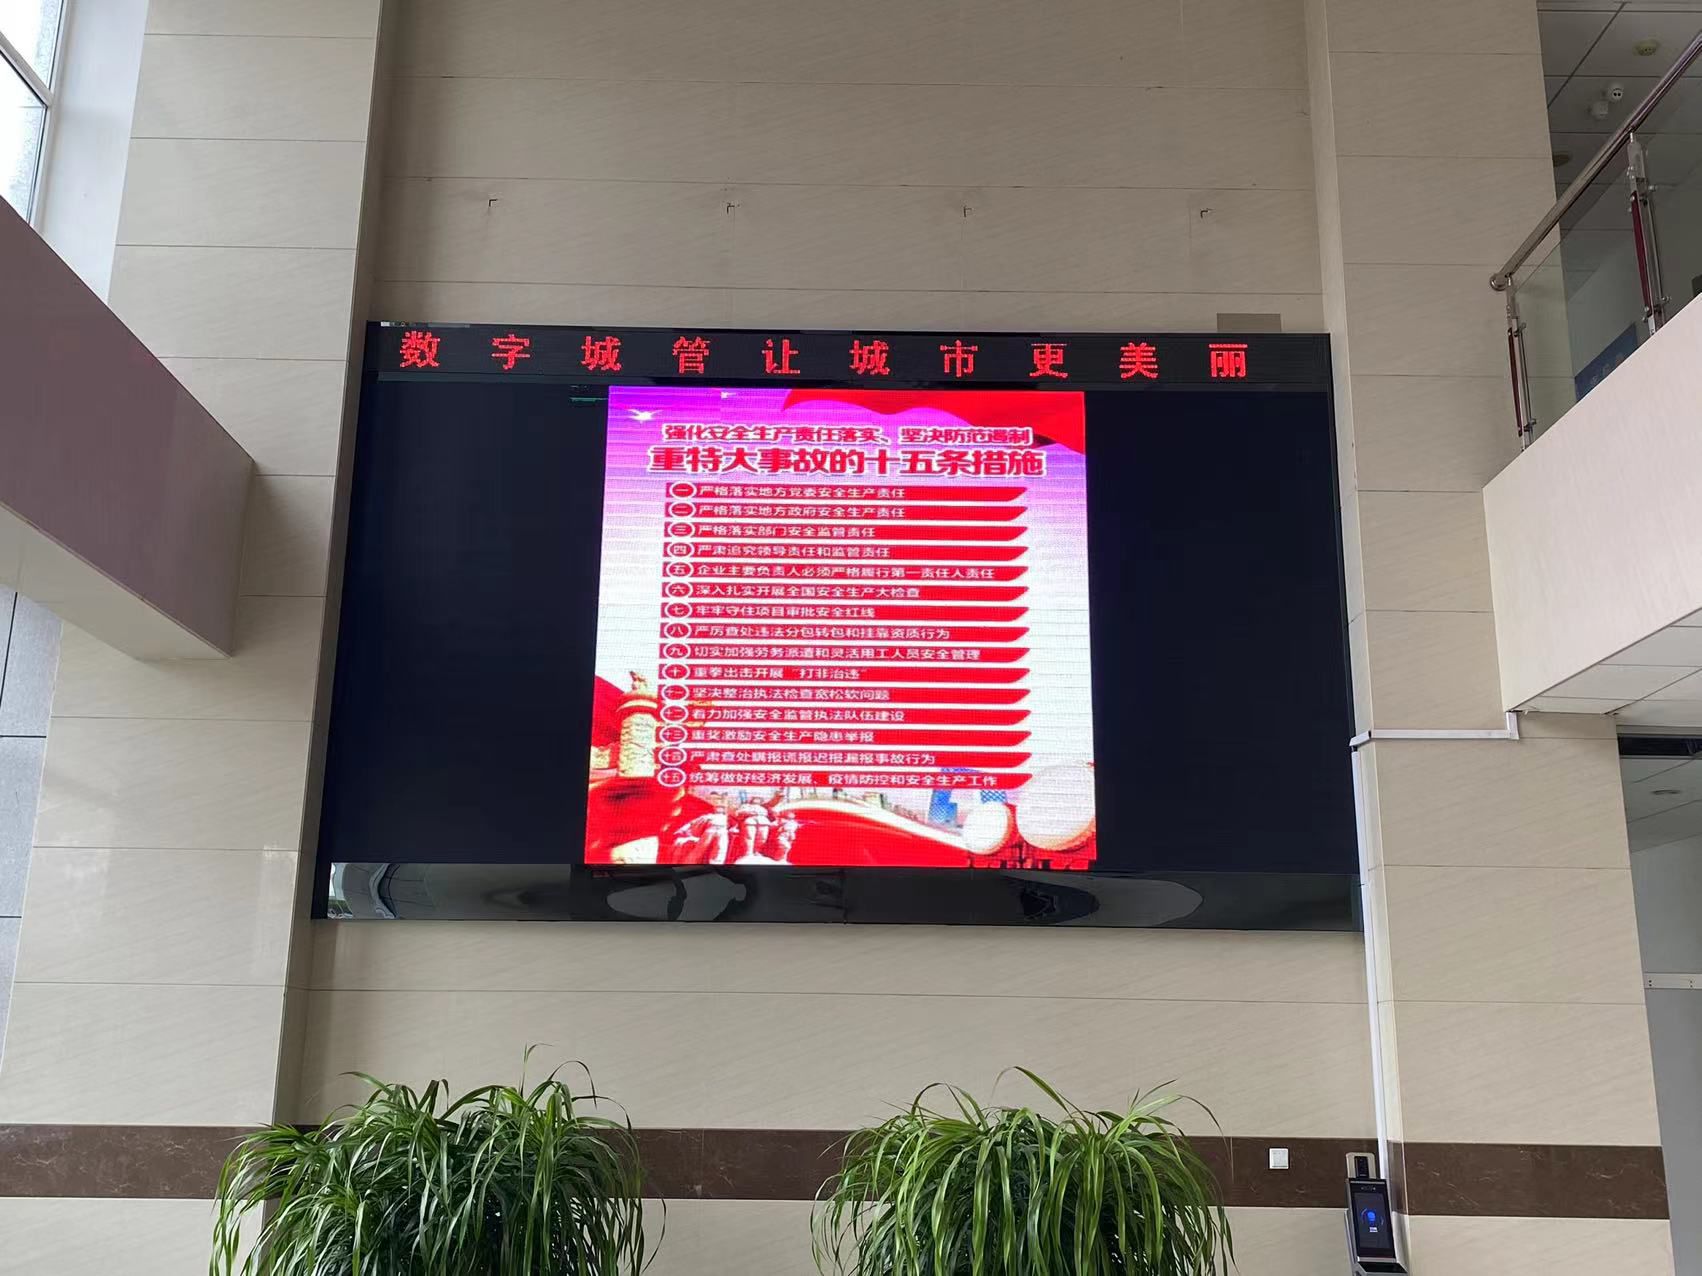 数字城管让城市更美丽
强化安全生产责任落实、坚决防范遏制
重特大事故的十五条措施
一 严格落实地方党委安全生产责任
二 严格落实地方政府安全生产责任
三 严格落实部门安全监管责任
四 严肃追究领导责任和监管责任
五 企业主要负责人必须严格履行第一责任人责任
六 深入扎实开展全国安全生产大检查
七 牢牢守住项目审批安全红线
八 严厉查处违法分包转包和挂靠资质行为
九 切实加强劳务派遣和灵活用工人员安全管理
十 重拳出击开展“打非治违”
十一 坚决整治执法检查宽松软问题
十二 着力加强安全监管执法队伍建设
十三 重奖激励安全生产隐患举报
十四 严肃查处瞒报谎报迟报漏报事故行为
十五 统筹做好经济发展、疫情防控和安全生产工作